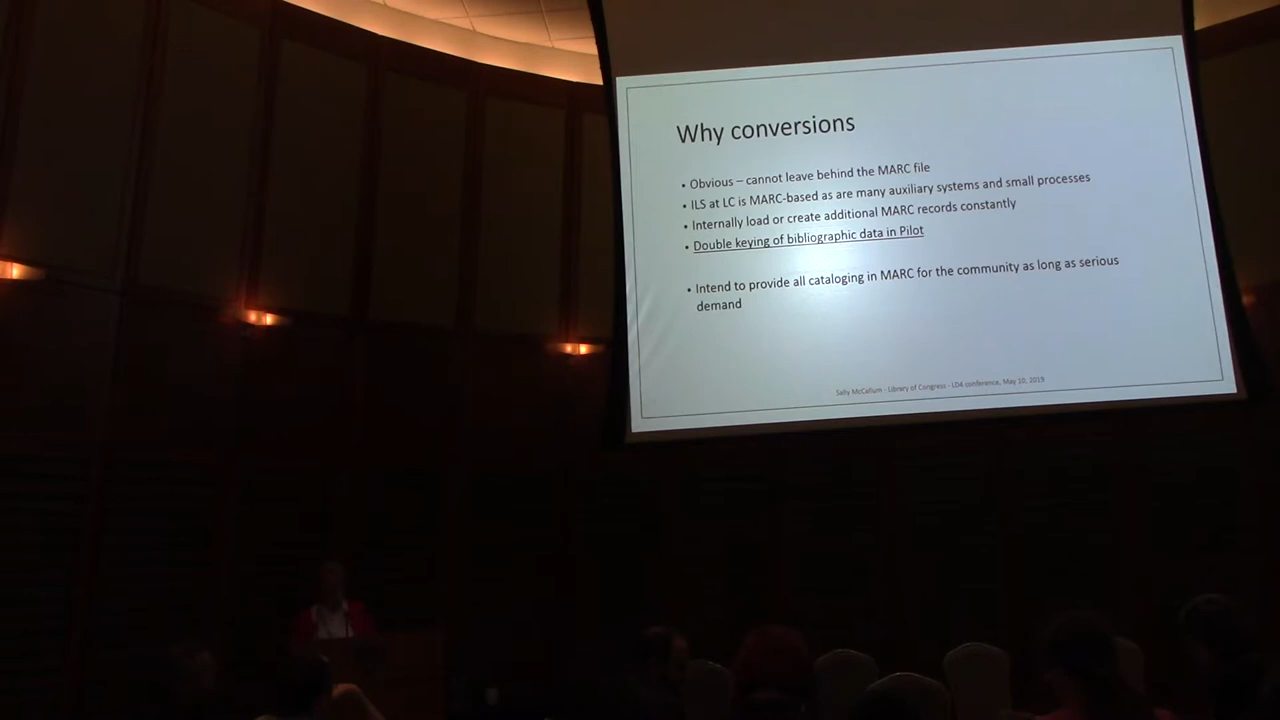 Why conversions
• Obvious – cannot leave behind the MARC file
• ILS at LC is MARC-based as are many auxiliary systems and small processes
• Internally load or create additional MARC records constantly
• Double keying of bibliographic data in Pilot
• Intend to provide all cataloging in MARC for the community as long as serious
demand
Sally McCallum - Library of Congress - LD4 conference, May 10, 2019